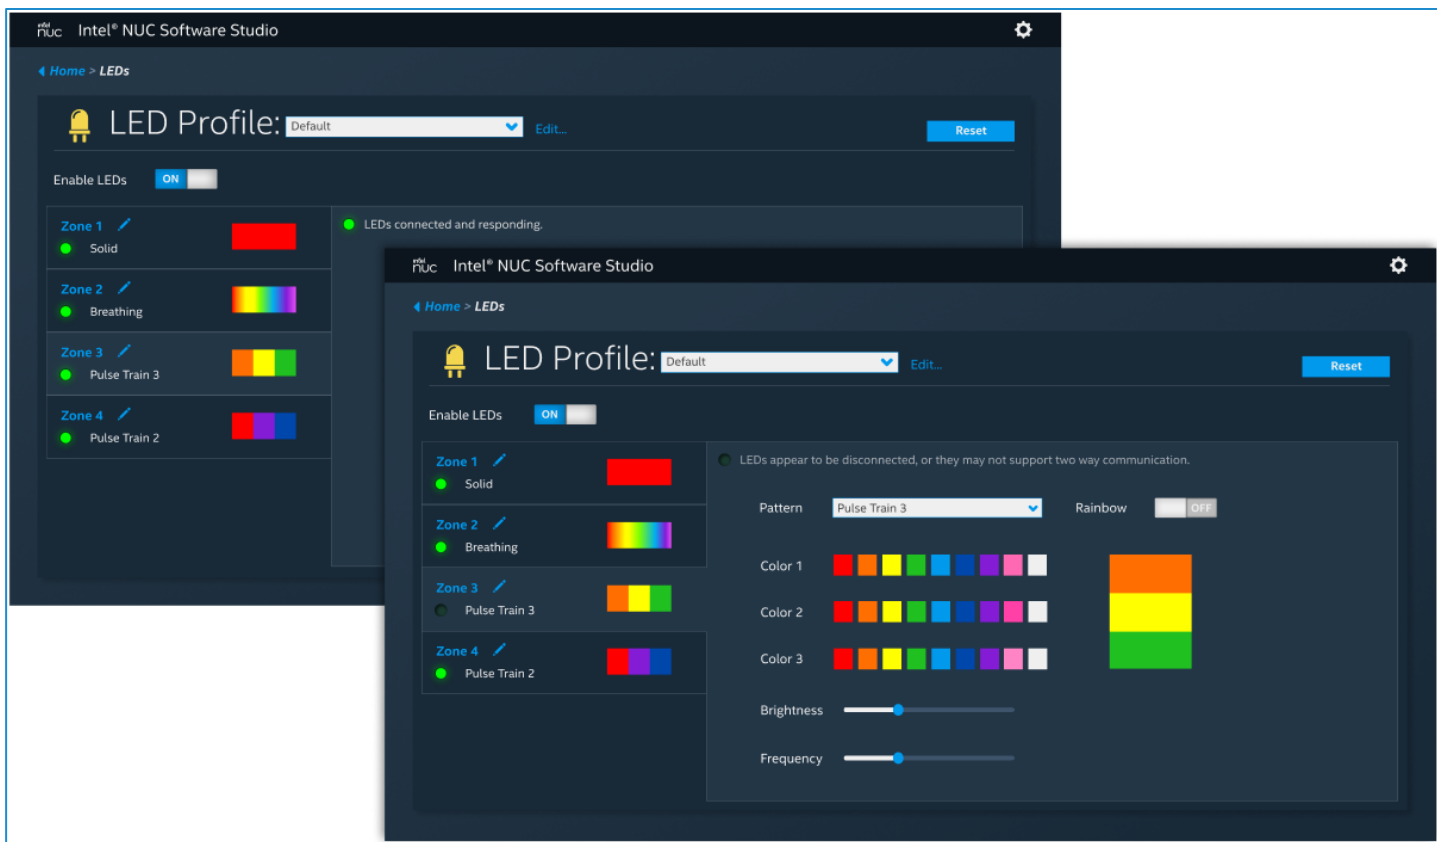 intel nuc Intel® NUC Software Studio
Home > LEDs
LED Profile: Default Edit... Reset
Enable LEDs ON
Zone 1
Solid
LEDs connected and responding.
Zone 2
Breathing
Zone 3
Pulse Train 3
Zone 4
Pulse Train 2
intel nuc Intel® NUC Software Studio
Home > LEDs
LED Profile: Default Edit... Reset
Enable LEDs ON
Zone 1
Solid
Zone 2
Breathing
Zone 3
Pulse Train 3
Zone 4
Pulse Train 2
LEDs appear to be disconnected, or they may not support two way communication.
Pattern Pulse Train 3 Rainbow OFF
Color 1
Color 2
Color 3
Brightness
Frequency